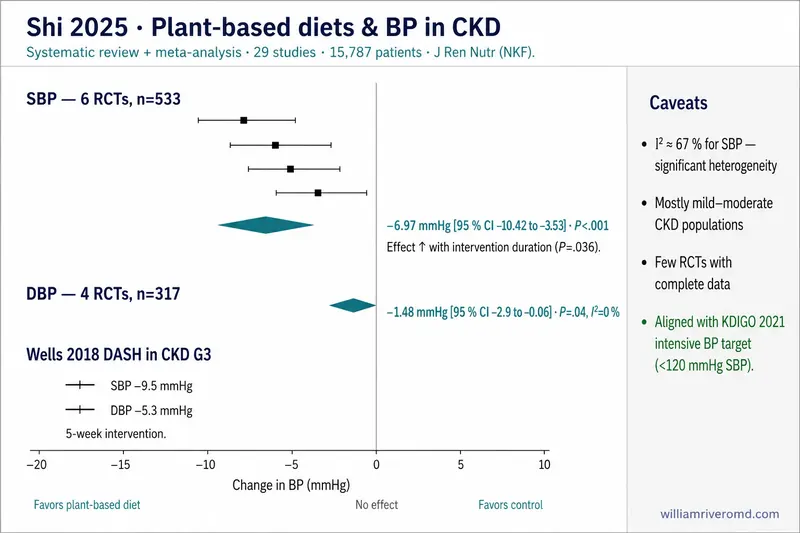 Shi 2025 · Plant-based diets & BP in CKD
Systematic review + meta-analysis · 29 studies · 15,787 patients · J Ren Nutr (NKF).
SBP — 6 RCTs, n=533
−6.97 mmHg [95 % CI −10.42 to −3.53] · P<.001
Effect ↑ with intervention duration (P=.036).
DBP — 4 RCTs, n=317
−1.48 mmHg [95 % CI −2.9 to −0.06] · P=.04, I²=0 %
Wells 2018 DASH in CKD G3
SBP −9.5 mmHg
DBP −5.3 mmHg
5-week intervention.
−20 −15 −10 −5 0 5 10
Change in BP (mmHg)
Favors plant-based diet No effect Favors control
Caveats
• I² ≈ 67 % for SBP —
significant heterogeneity
• Mostly mild–moderate
CKD populations
• Few RCTs with
complete data
• Aligned with KDIGO 2021
intensive BP target
(<120 mmHg SBP).
williamriveromd.com